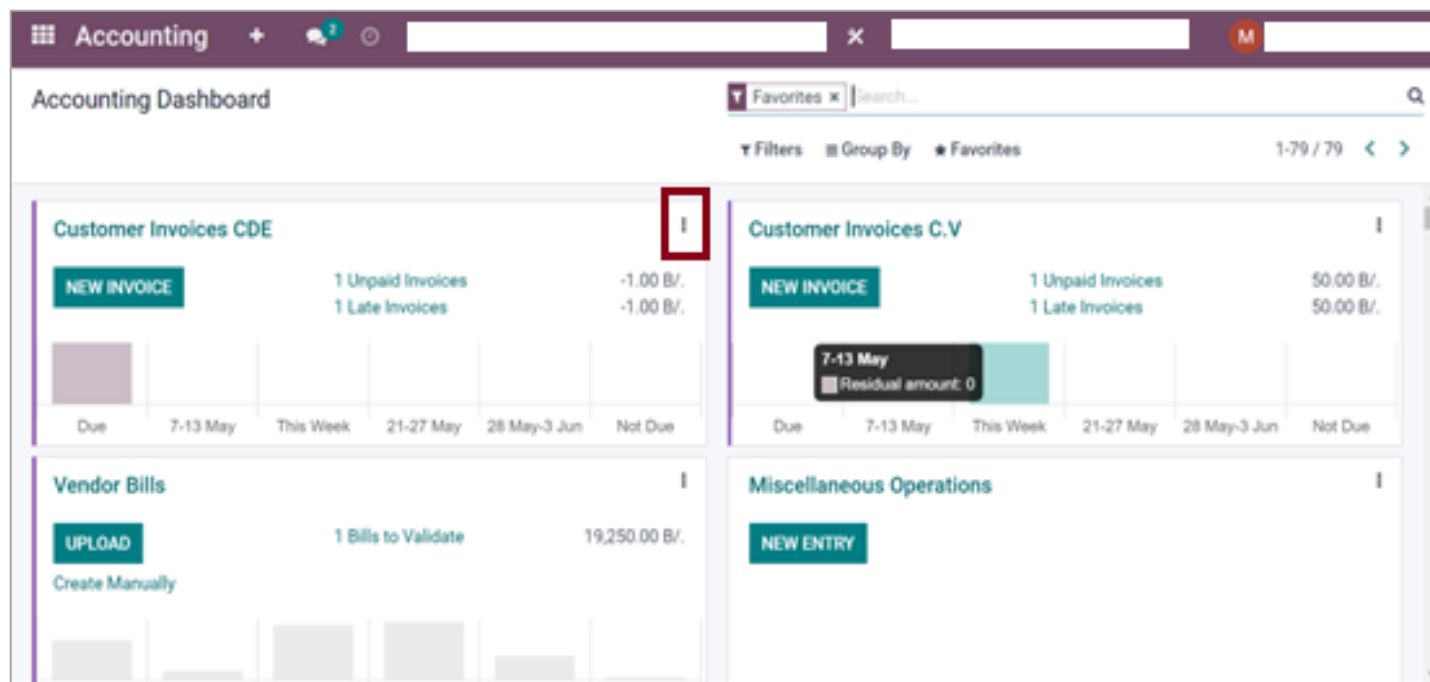 Accounting + 2 M
Accounting Dashboard
Favorites × Search...
Filters Group By Favorites 1-79 / 79
Customer Invoices CDE
NEW INVOICE
1 Unpaid Invoices -1.00 B/.
1 Late Invoices -1.00 B/.
Due 7-13 May This Week 21-27 May 28 May-3 Jun Not Due
Customer Invoices C.V
NEW INVOICE
1 Unpaid Invoices 50.00 B/.
1 Late Invoices 50.00 B/.
7-13 May
Residual amount: 0
Due 7-13 May This Week 21-27 May 28 May-3 Jun Not Due
Vendor Bills
UPLOAD
1 Bills to Validate 19,250.00 B/.
Create Manually
Miscellaneous Operations
NEW ENTRY